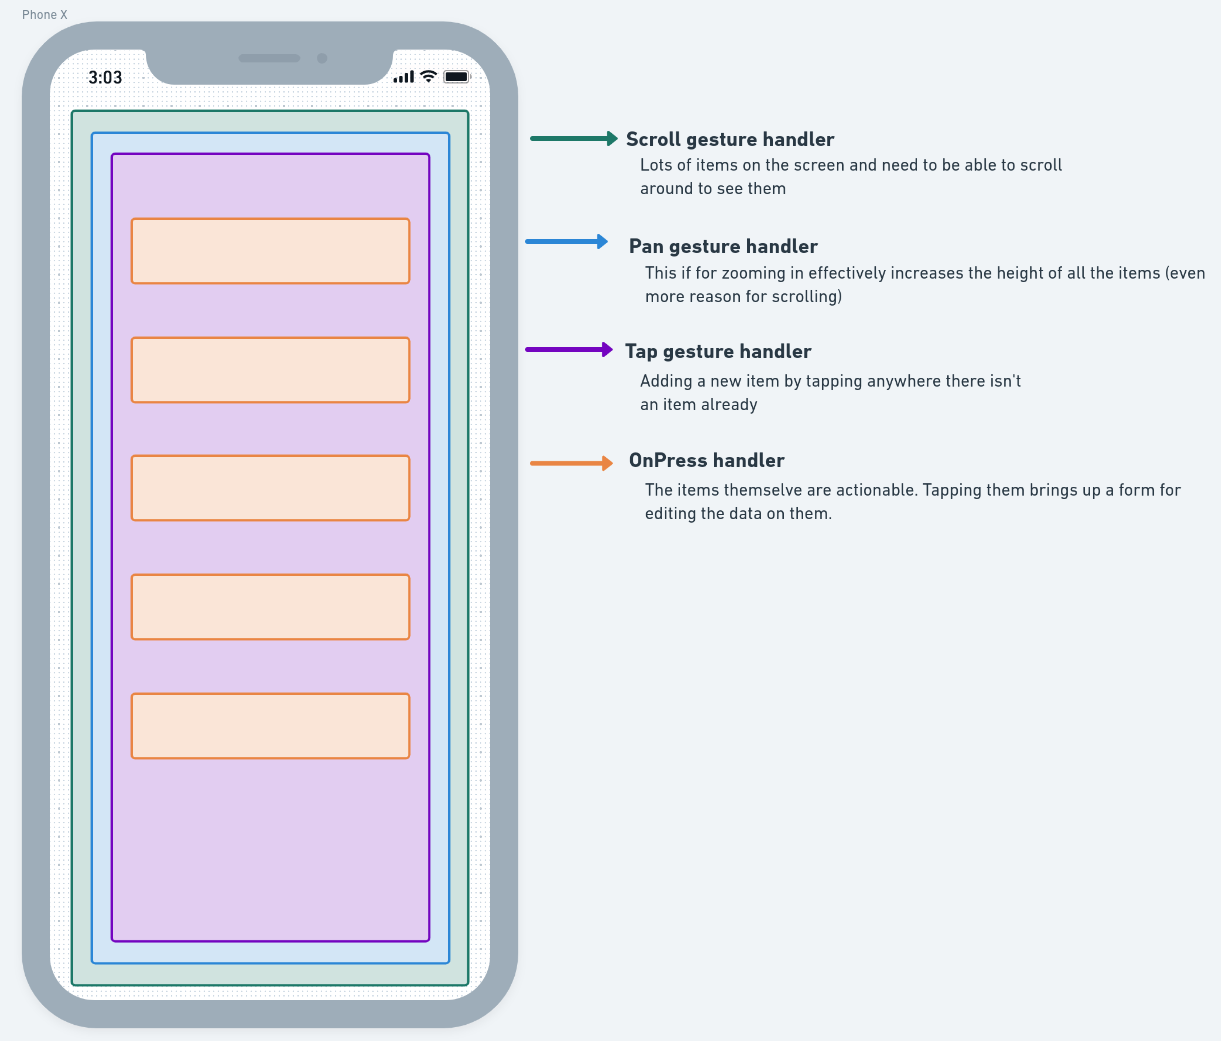 Phone X
3:03
Scroll gesture handler
Lots of items on the screen and need to be able to scroll
around to see them
Pan gesture handler
This if for zooming in effectively increases the height of all the items (even
more reason for scrolling)
Tap gesture handler
Adding a new item by tapping anywhere there isn't
an item already
OnPress handler
The items themselve are actionable. Tapping them brings up a form for
editing the data on them.